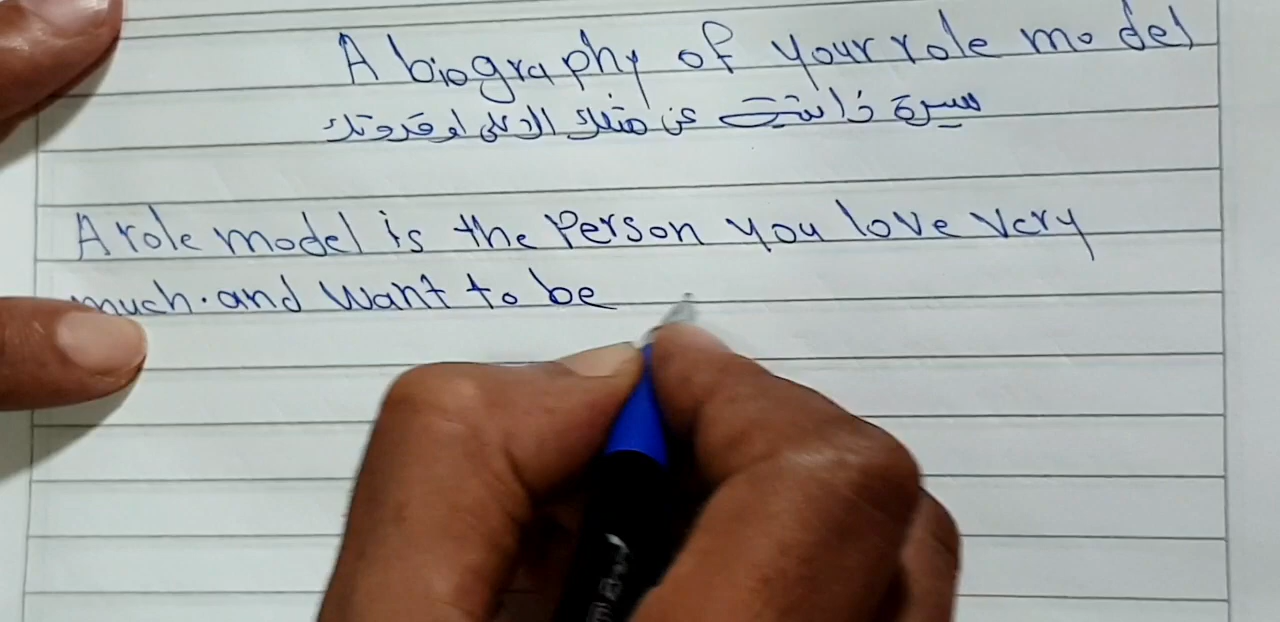 A biography of your role model
سيرة ذاتية عن مثلك الاعلى او قدوتك
A role model is the Person you love very
much. and want to be